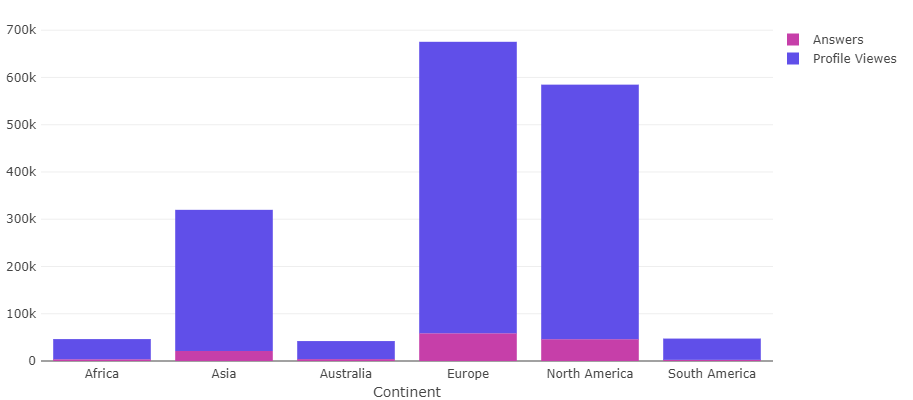 700k
600k
500k
400k
300k
200k
100k
0
Africa Asia Australia Europe North America South America
Continent
Answers
Profile Viewes